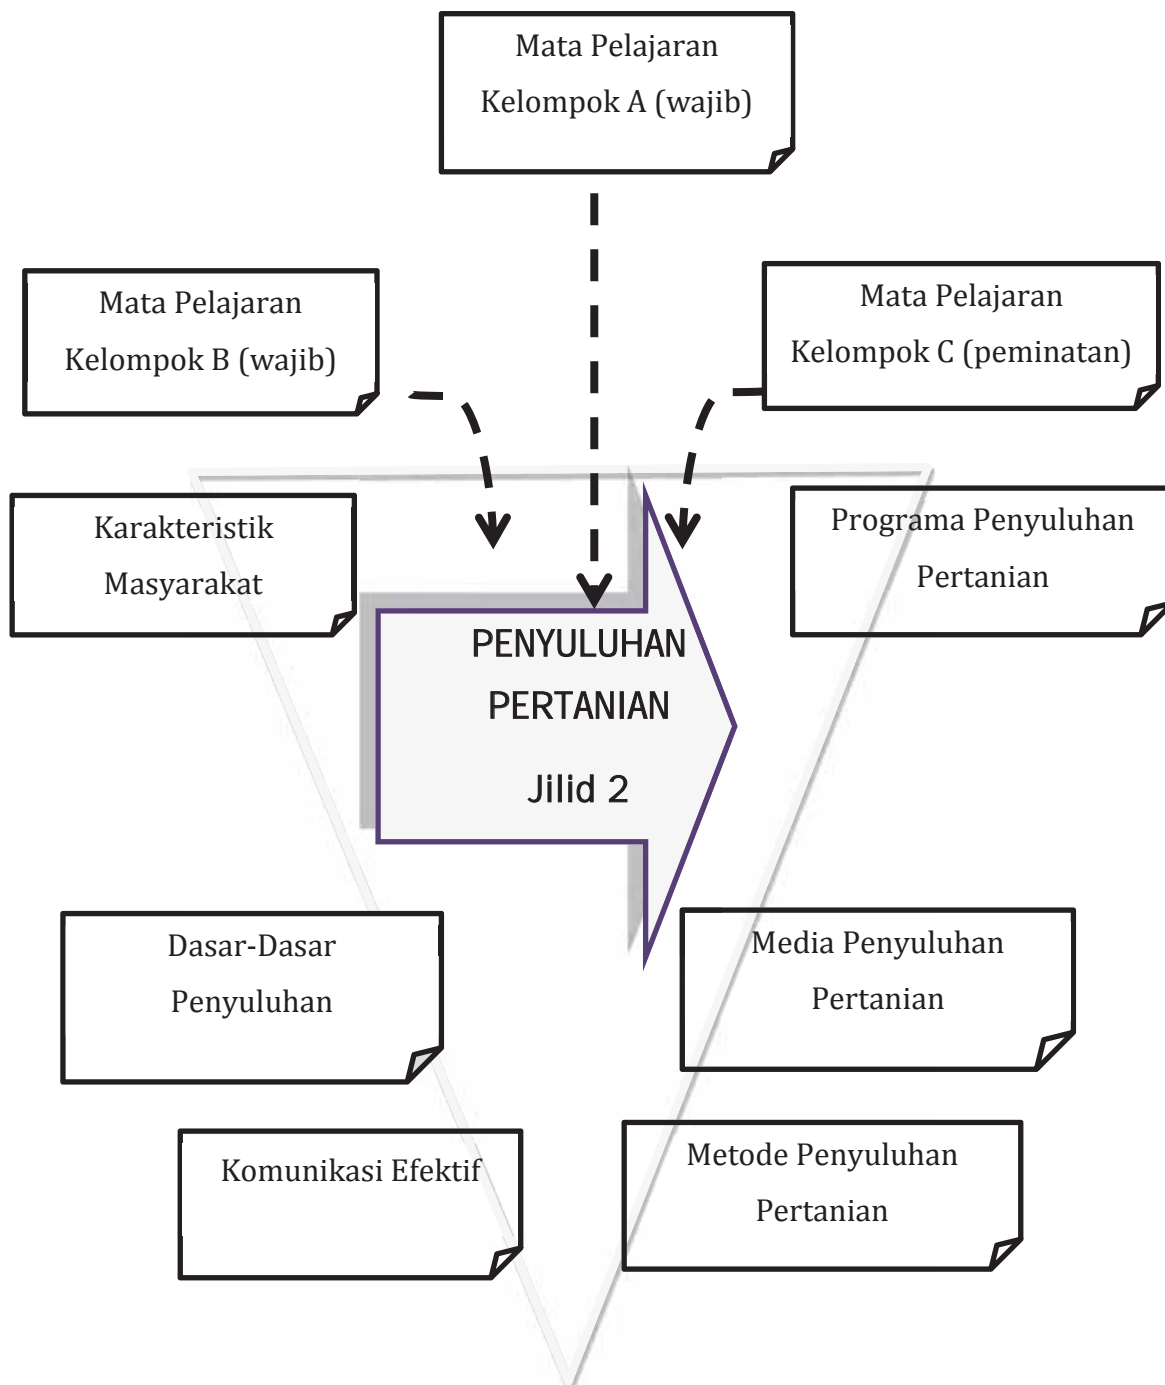 Mata Pelajaran
Kelompok A (wajib)
Mata Pelajaran
Kelompok B (wajib)
Mata Pelajaran
Kelompok C (peminatan)
Karakteristik
Masyarakat
Programa Penyuluhan
Pertanian
PENYULUHAN
PERTANIAN
Jilid 2
Dasar-Dasar
Penyuluhan
Media Penyuluhan
Pertanian
Komunikasi Efektif
Metode Penyuluhan
Pertanian